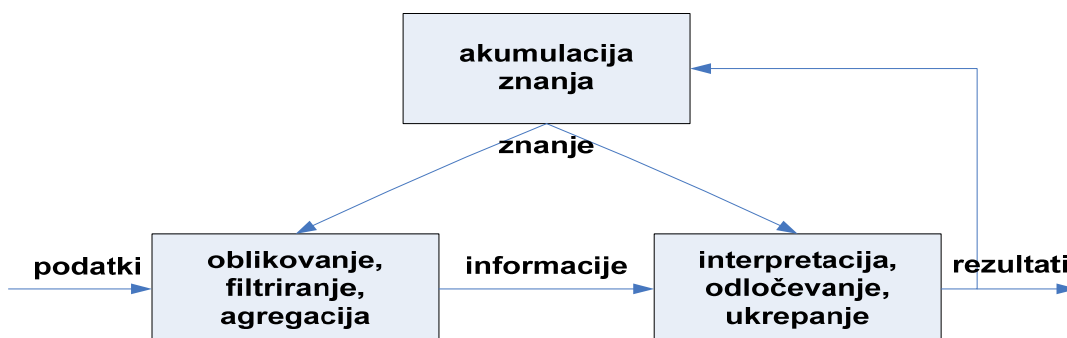 akumulacija
znanja
znanje
podatki
oblikovanje,
filtriranje,
agregacija
informacije
interpretacija,
odločevanje,
ukrepanje
rezultati